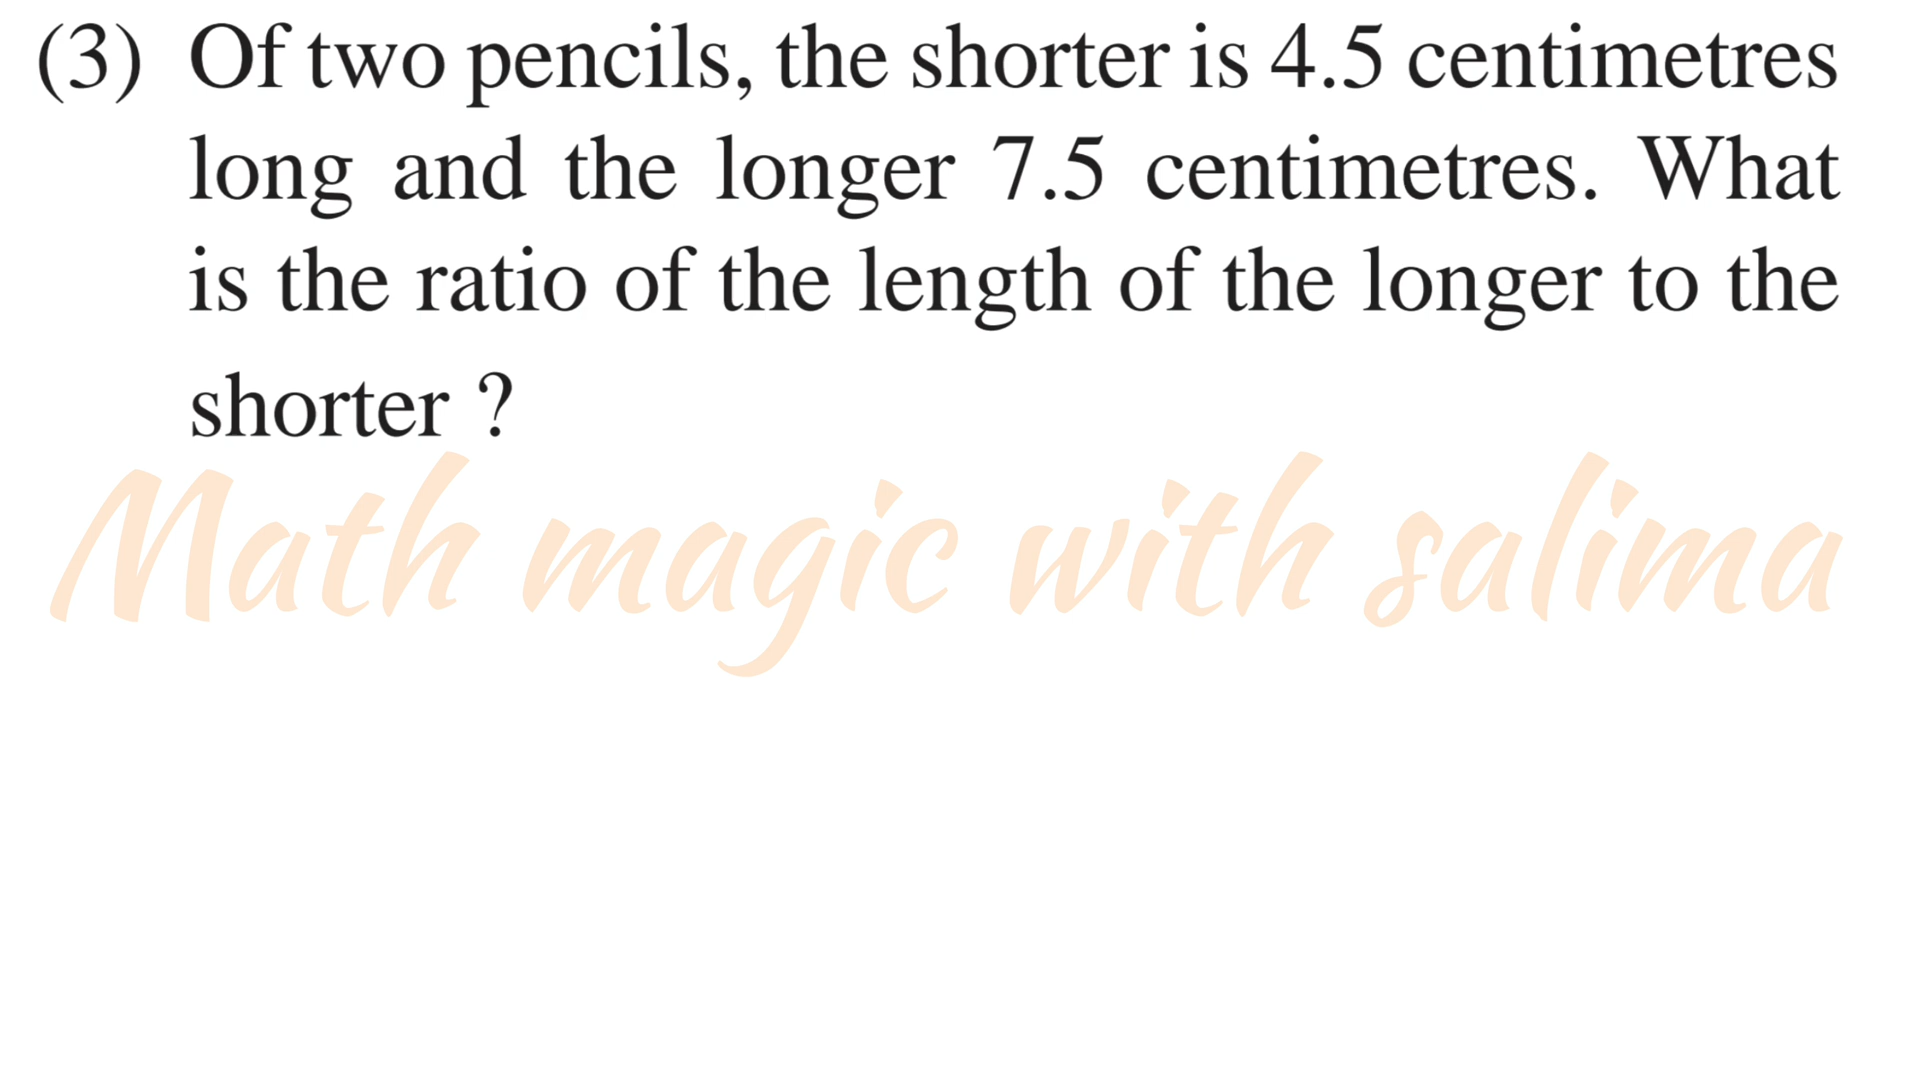 (3) Of two pencils, the shorter is 4.5 centimetres
long and the longer 7.5 centimetres. What
is the ratio of the length of the longer to the
shorter ?
Math magic with salima